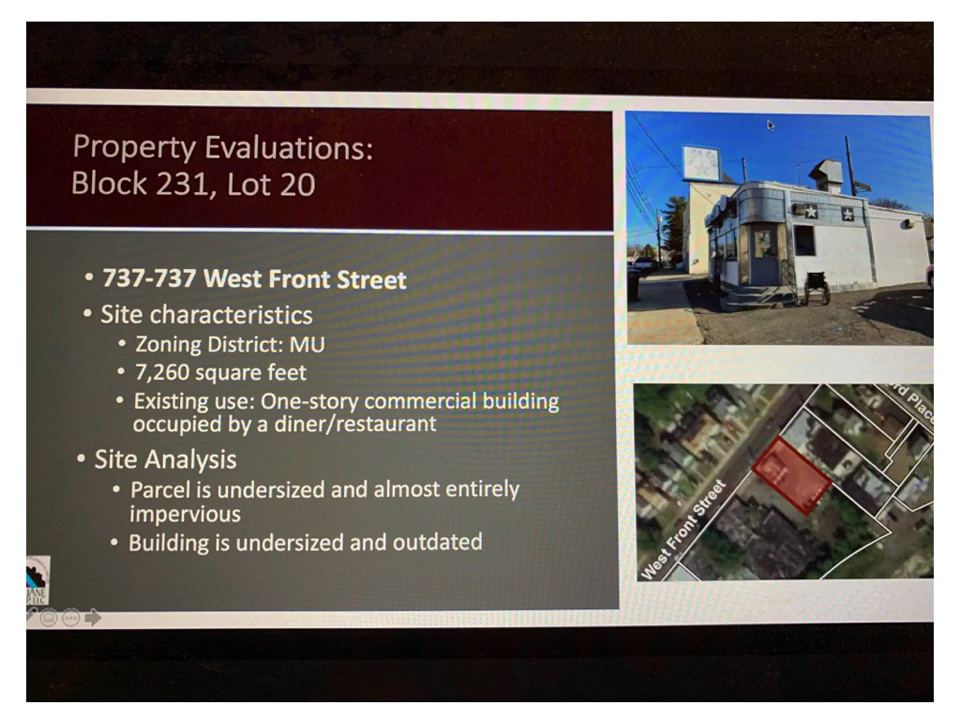 Property Evaluations:
Block 231, Lot 20
• 737-737 West Front Street
• Site characteristics
• Zoning District: MU
• 7,260 square feet
• Existing use: One-story commercial building
occupied by a diner/restaurant
• Site Analysis
• Parcel is undersized and almost entirely
impervious
• Building is undersized and outdated
West Front Street